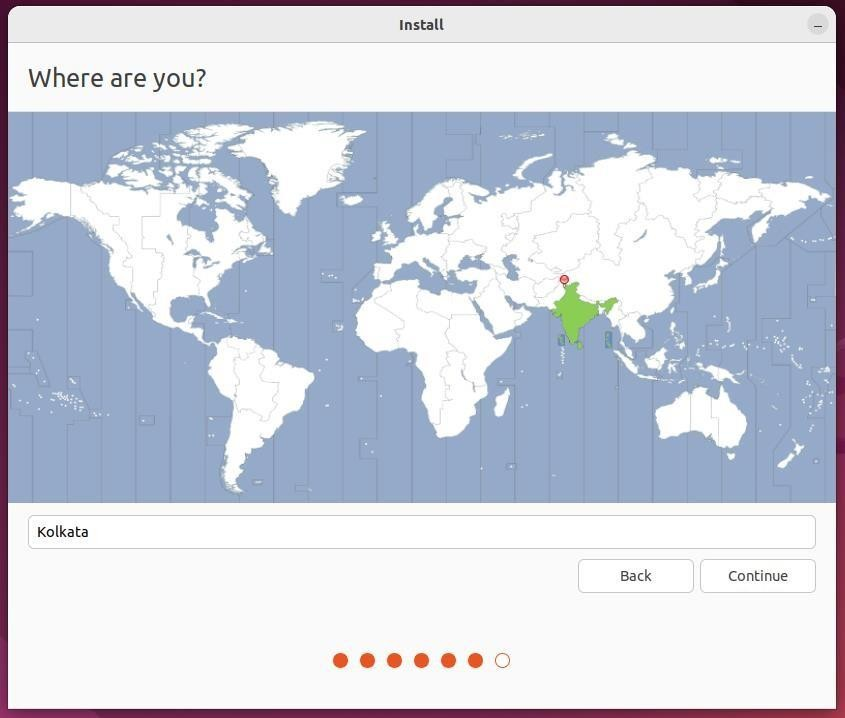 Install
Where are you?
Kolkata
Back
Continue